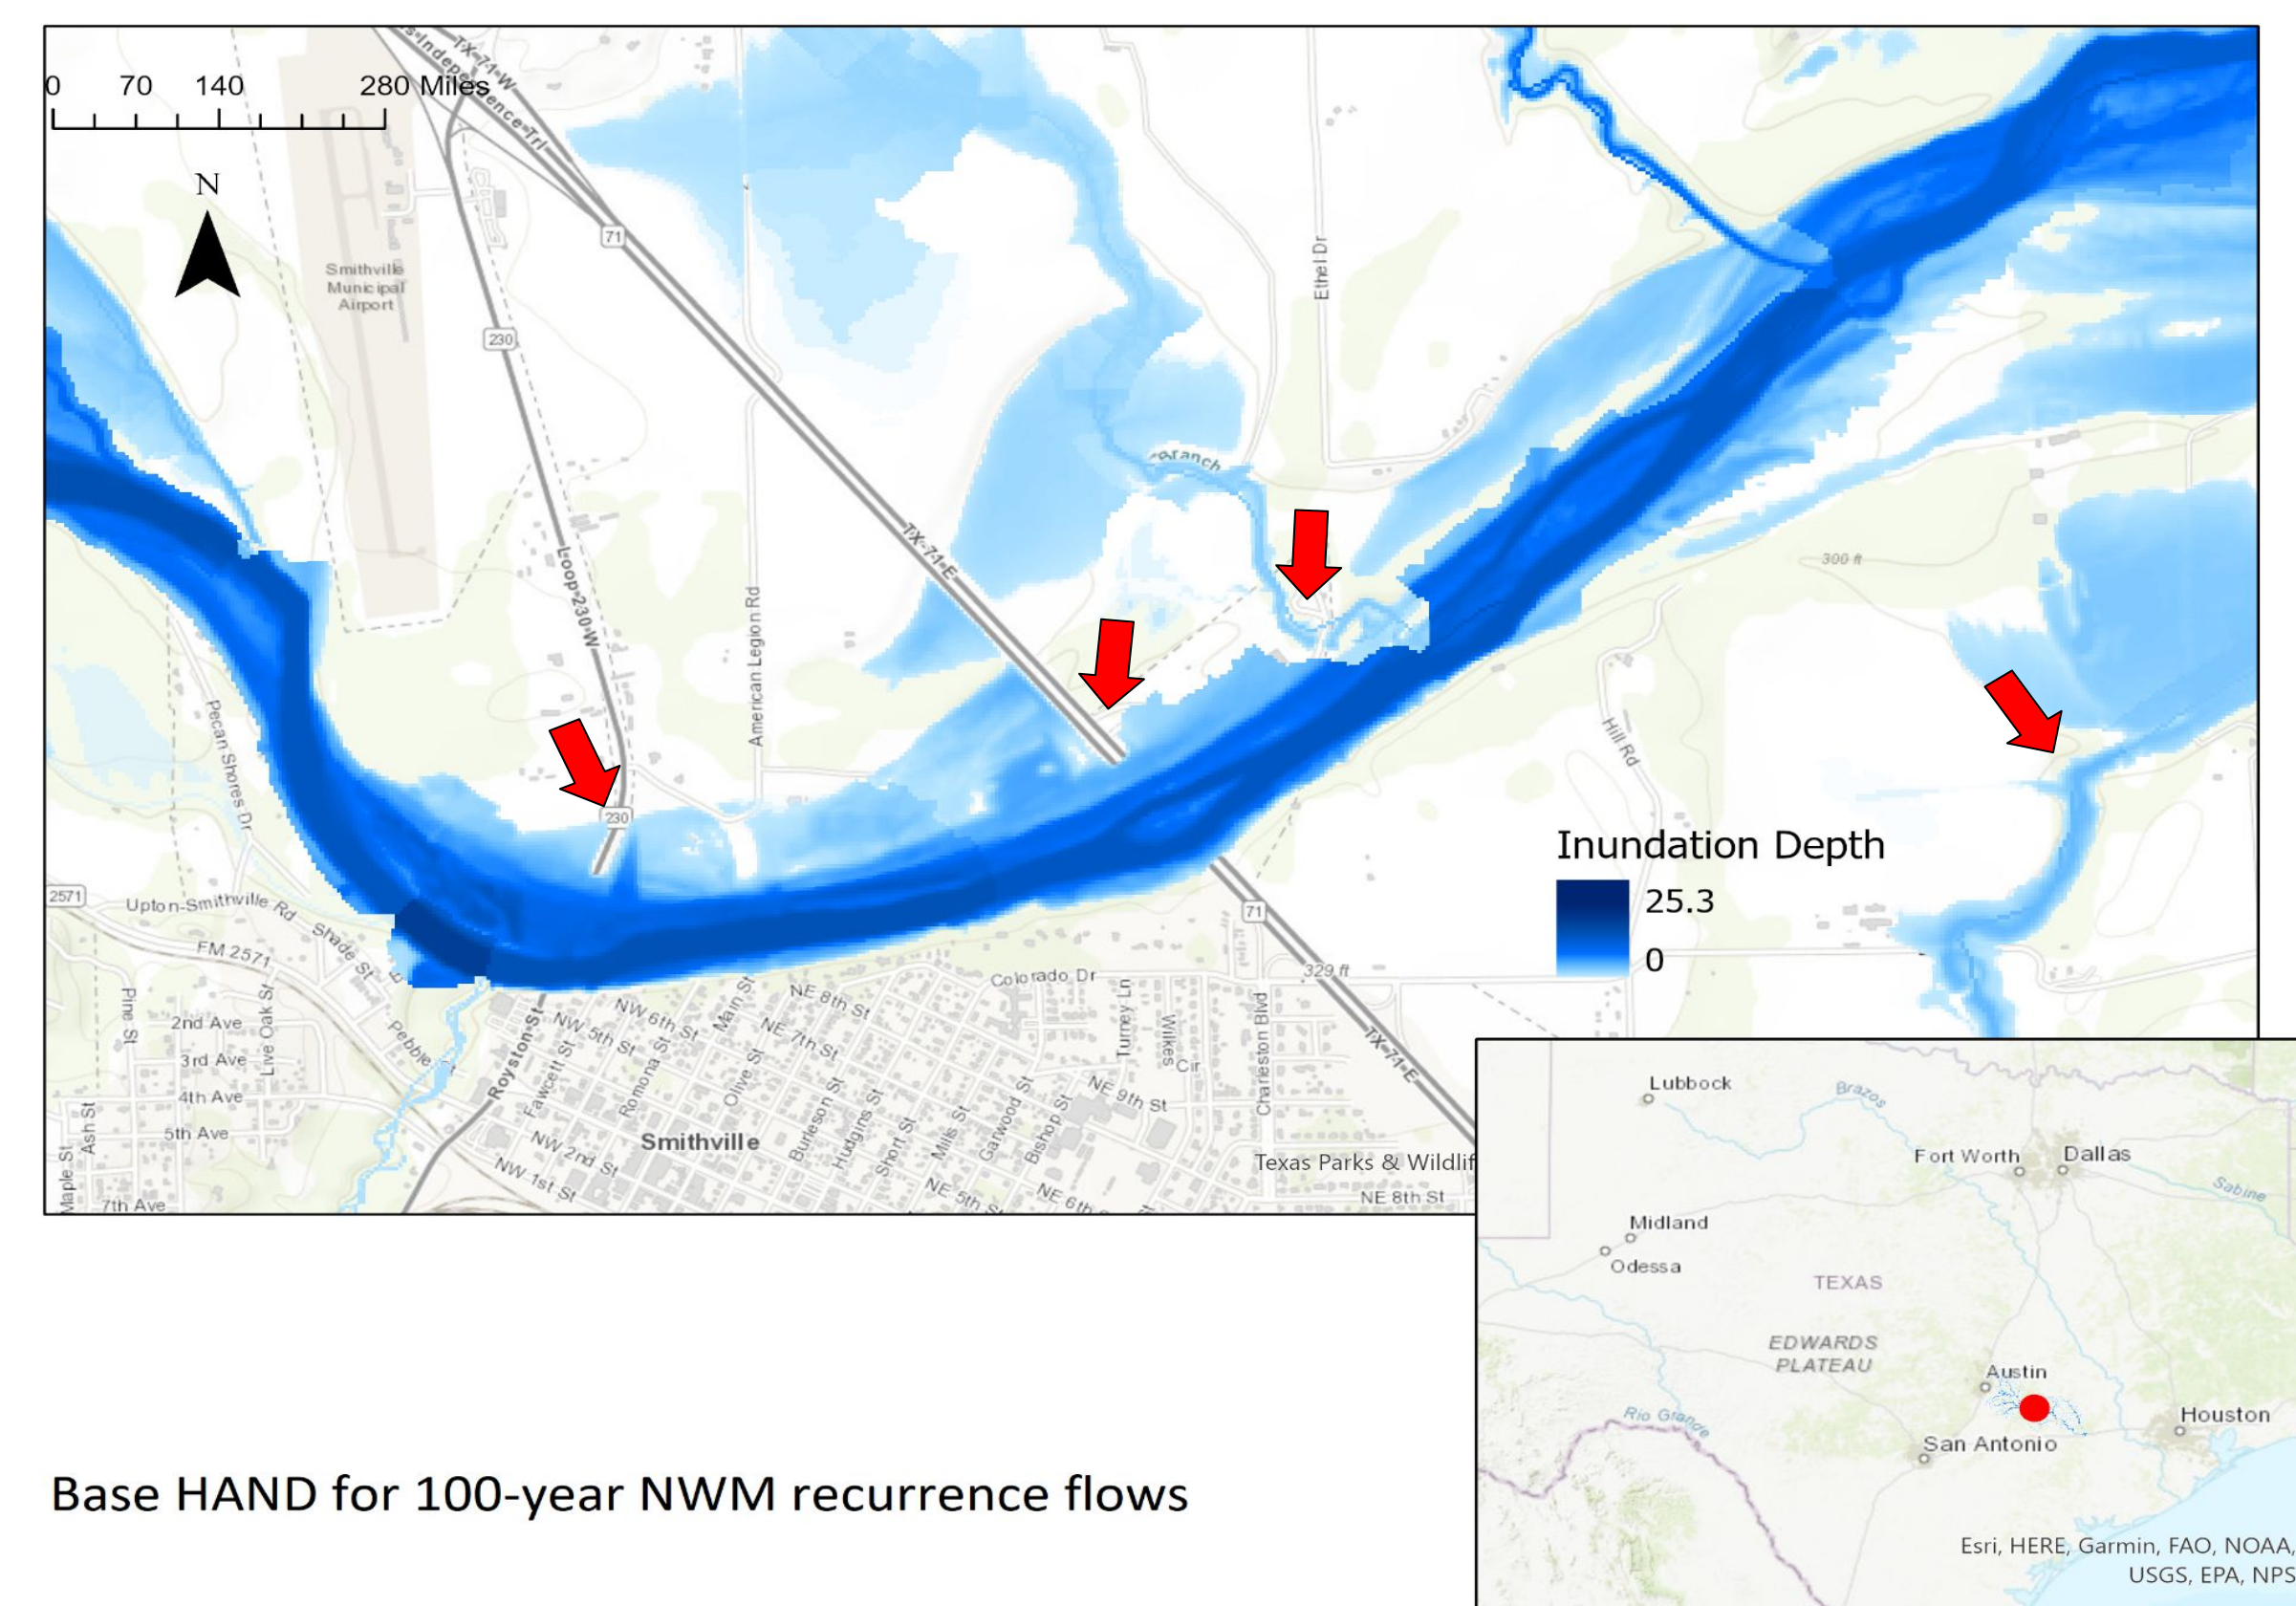 0 70 140 280 Miles
s-Independence-Trl
TX-71-W
N
71
Smithville
Municipal
Airport
230
Ethel Dr
Branch
TX-71-E
Loop-230-W
American Legion Rd
300 ft
Pecan Shores Dr
Hill Rd
230
Inundation Depth
25.3
0
2571
Upton-Smithville Rd
Shade St
FM 2571
71
329 ft
Colorado Dr
NE 8th St
Main St
NW 6th St
NW 5th St
NE 7th St
Pine St
Live Oak St
2nd Ave
3rd Ave
4th Ave
5th Ave
7th Ave
Ash St
Maple St
Pebble
Royston St
Fawcett St
Romona St
Olive St
Burleson St
Hudgins St
Short St
Mills St
Garwood St
Bishop St
Turney Ln
Wilkes
Cir
Charleston Blvd
NE 9th St
TX-71-E
NW 2nd St
NW 1st St
Smithville
NE 5th St
NE 6th
Texas Parks & Wildlif
NE 8th St
Lubbock
Brazos
Fort Worth
Dallas
Sabine
Midland
Odessa
TEXAS
EDWARDS
PLATEAU
Austin
Rio Grande
Houston
San Antonio
Esri, HERE, Garmin, FAO, NOAA,
USGS, EPA, NPS
Base HAND for 100-year NWM recurrence flows